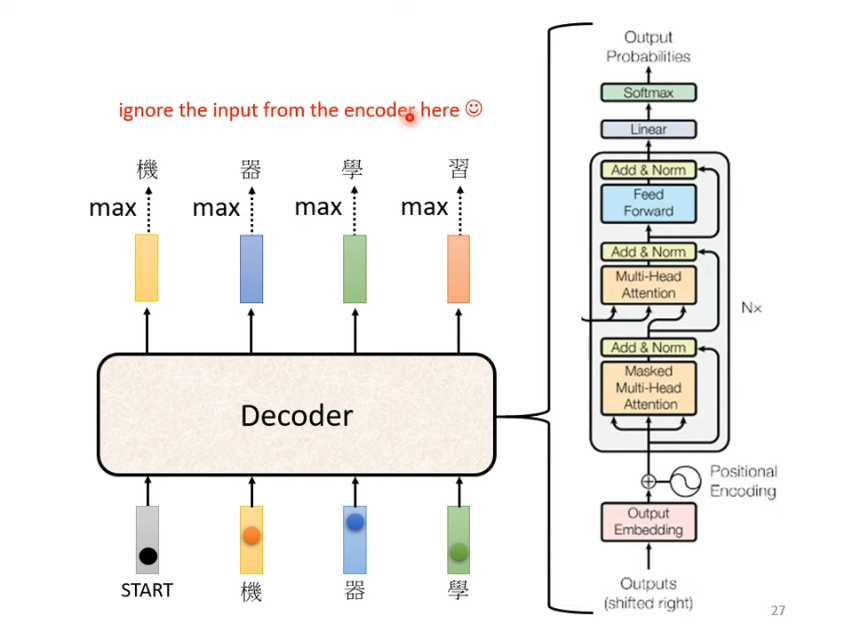 ignore the input from the encoder here ☺
機 器 學 習
max max max max
Decoder
START 機 器 學
Output
Probabilities
Softmax
Linear
Add & Norm
Feed
Forward
Add & Norm
Multi-Head
Attention
N×
Add & Norm
Masked
Multi-Head
Attention
Positional
Encoding
Output
Embedding
Outputs
(shifted right)
27